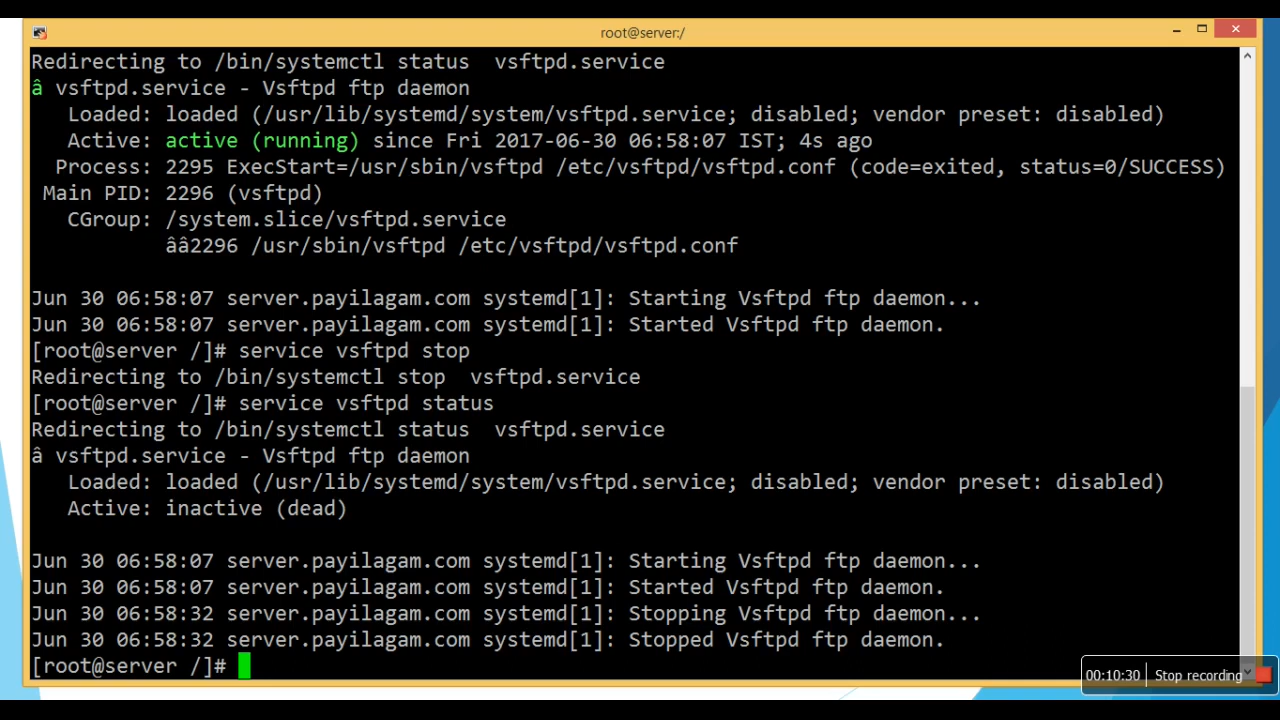 root@server:/
Redirecting to /bin/systemctl status  vsftpd.service
â vsftpd.service - Vsftpd ftp daemon
   Loaded: loaded (/usr/lib/systemd/system/vsftpd.service; disabled; vendor preset: disabled)
   Active: active (running) since Fri 2017-06-30 06:58:07 IST; 4s ago
  Process: 2295 ExecStart=/usr/sbin/vsftpd /etc/vsftpd/vsftpd.conf (code=exited, status=0/SUCCESS)
 Main PID: 2296 (vsftpd)
   CGroup: /system.slice/vsftpd.service
           ââ2296 /usr/sbin/vsftpd /etc/vsftpd/vsftpd.conf
Jun 30 06:58:07 server.payilagam.com systemd[1]: Starting Vsftpd ftp daemon...
Jun 30 06:58:07 server.payilagam.com systemd[1]: Started Vsftpd ftp daemon.
[root@server /]# service vsftpd stop
Redirecting to /bin/systemctl stop  vsftpd.service
[root@server /]# service vsftpd status
Redirecting to /bin/systemctl status  vsftpd.service
â vsftpd.service - Vsftpd ftp daemon
   Loaded: loaded (/usr/lib/systemd/system/vsftpd.service; disabled; vendor preset: disabled)
   Active: inactive (dead)
Jun 30 06:58:07 server.payilagam.com systemd[1]: Starting Vsftpd ftp daemon...
Jun 30 06:58:07 server.payilagam.com systemd[1]: Started Vsftpd ftp daemon.
Jun 30 06:58:32 server.payilagam.com systemd[1]: Stopping Vsftpd ftp daemon...
Jun 30 06:58:32 server.payilagam.com systemd[1]: Stopped Vsftpd ftp daemon.
[root@server /]#
00:10:30 Stop recording